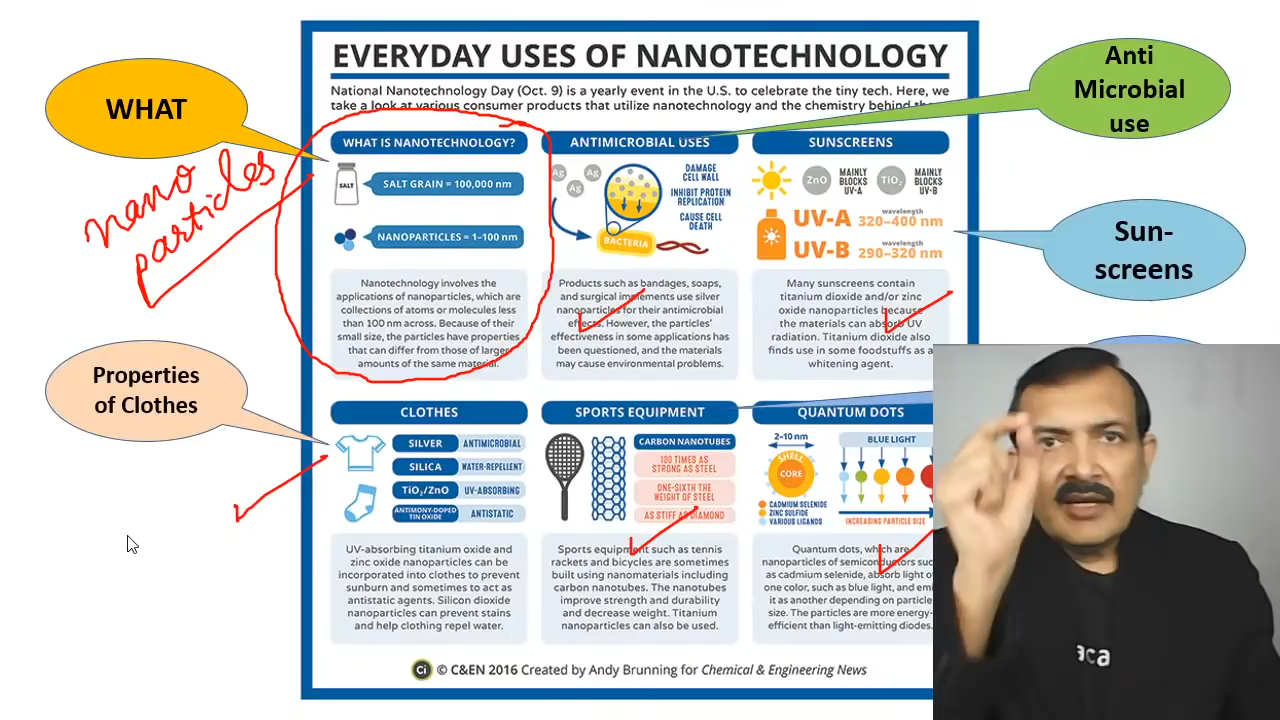 EVERYDAY USES OF NANOTECHNOLOGY
National Nanotechnology Day (Oct. 9) is a yearly event in the U.S. to celebrate the tiny tech. Here, we
take a look at various consumer products that utilize nanotechnology and the chemistry behind
WHAT
nano
particles
Anti
Microbial
use
Sun-
screens
Properties
of Clothes
WHAT IS NANOTECHNOLOGY?
SALT
SALT GRAIN = 100,000 nm
NANOPARTICLES = 1–100 nm
Nanotechnology involves the
applications of nanoparticles, which are
collections of atoms or molecules less
than 100 nm across. Because of their
small size, the particles have properties
that can differ from those of larger
amounts of the same material.
ANTIMICROBIAL USES
Ag
Ag
Ag
DAMAGE
CELL WALL
INHIBIT PROTEIN
REPLICATION
CAUSE CELL
DEATH
BACTERIA
Products such as bandages, soaps,
and surgical implements use silver
nanoparticles for their antimicrobial
effects. However, the particles'
effectiveness in some applications has
been questioned, and the materials
may cause environmental problems.
SUNSCREENS
ZnO
MAINLY
BLOCKS
UV-A
TiO₂
MAINLY
BLOCKS
UV-B
wavelength
UV-A 320–400 nm
wavelength
UV-B 290–320 nm
Many sunscreens contain
titanium dioxide and/or zinc
oxide nanoparticles because
the materials can absorb UV
radiation. Titanium dioxide also
finds use in some foodstuffs as a
whitening agent.
CLOTHES
SILVER ANTIMICROBIAL
SILICA WATER-REPELLENT
TiO₂/ZnO UV-ABSORBING
ANTIMONY-DOPED
TIN OXIDE
ANTISTATIC
UV-absorbing titanium oxide and
zinc oxide nanoparticles can be
incorporated into clothes to prevent
sunburn and sometimes to act as
antistatic agents. Silicon dioxide
nanoparticles can prevent stains
and help clothing repel water.
SPORTS EQUIPMENT
CARBON NANOTUBES
100 TIMES AS
STRONG AS STEEL
ONE-SIXTH THE
WEIGHT OF STEEL
AS STIFF AS DIAMOND
Sports equipment such as tennis
rackets and bicycles are sometimes
built using nanomaterials including
carbon nanotubes. The nanotubes
improve strength and durability
and decrease weight. Titanium
nanoparticles can also be used.
QUANTUM DOTS
2–10 nm
SHELL
CORE
BLUE LIGHT
CADMIUM SELENIDE
ZINC SULFIDE
VARIOUS LIGANDS
INCREASING PARTICLE SIZE
Quantum dots, which are
nanoparticles of semiconductors
as cadmium selenide, absorb light
one color, such as blue light, and
it as another depending on particle
size. The particles are more energy-
efficient than light-emitting diodes.
Ci © C&EN 2016 Created by Andy Brunning for Chemical & Engineering News
aca